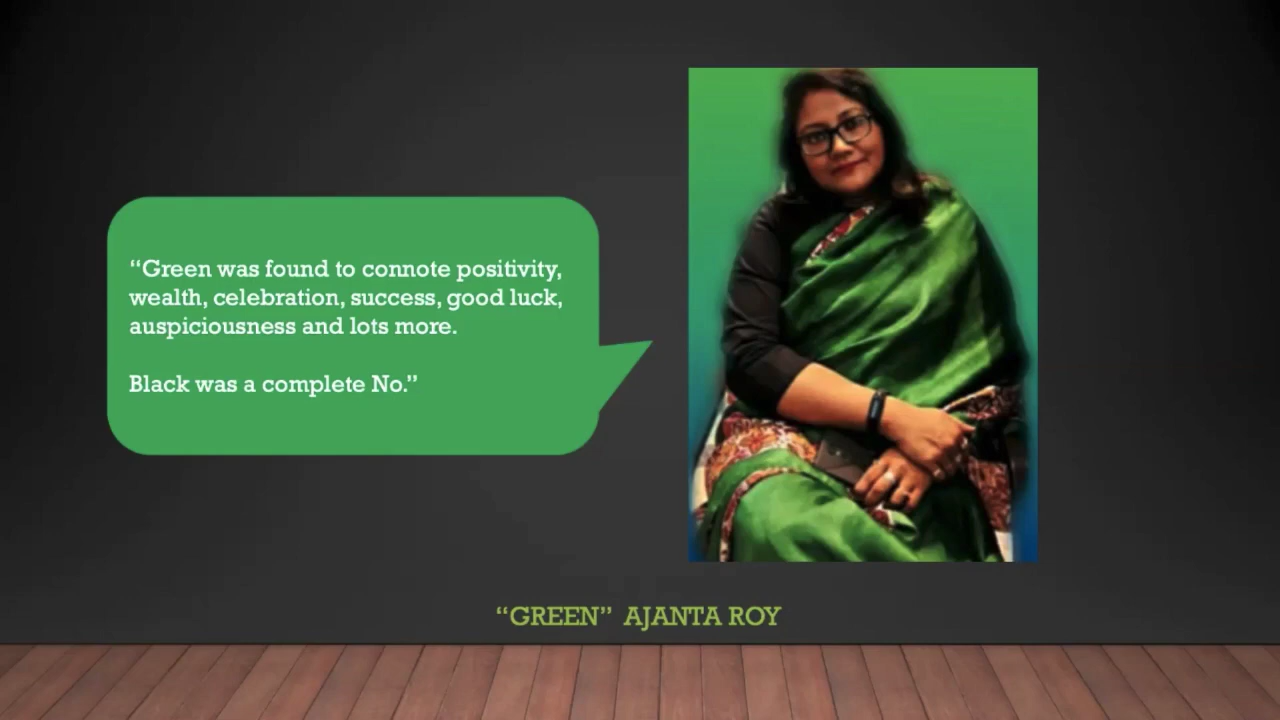 “Green was found to connote positivity,
wealth, celebration, success, good luck,
auspiciousness and lots more.
Black was a complete No.”
“GREEN” AJANTA ROY